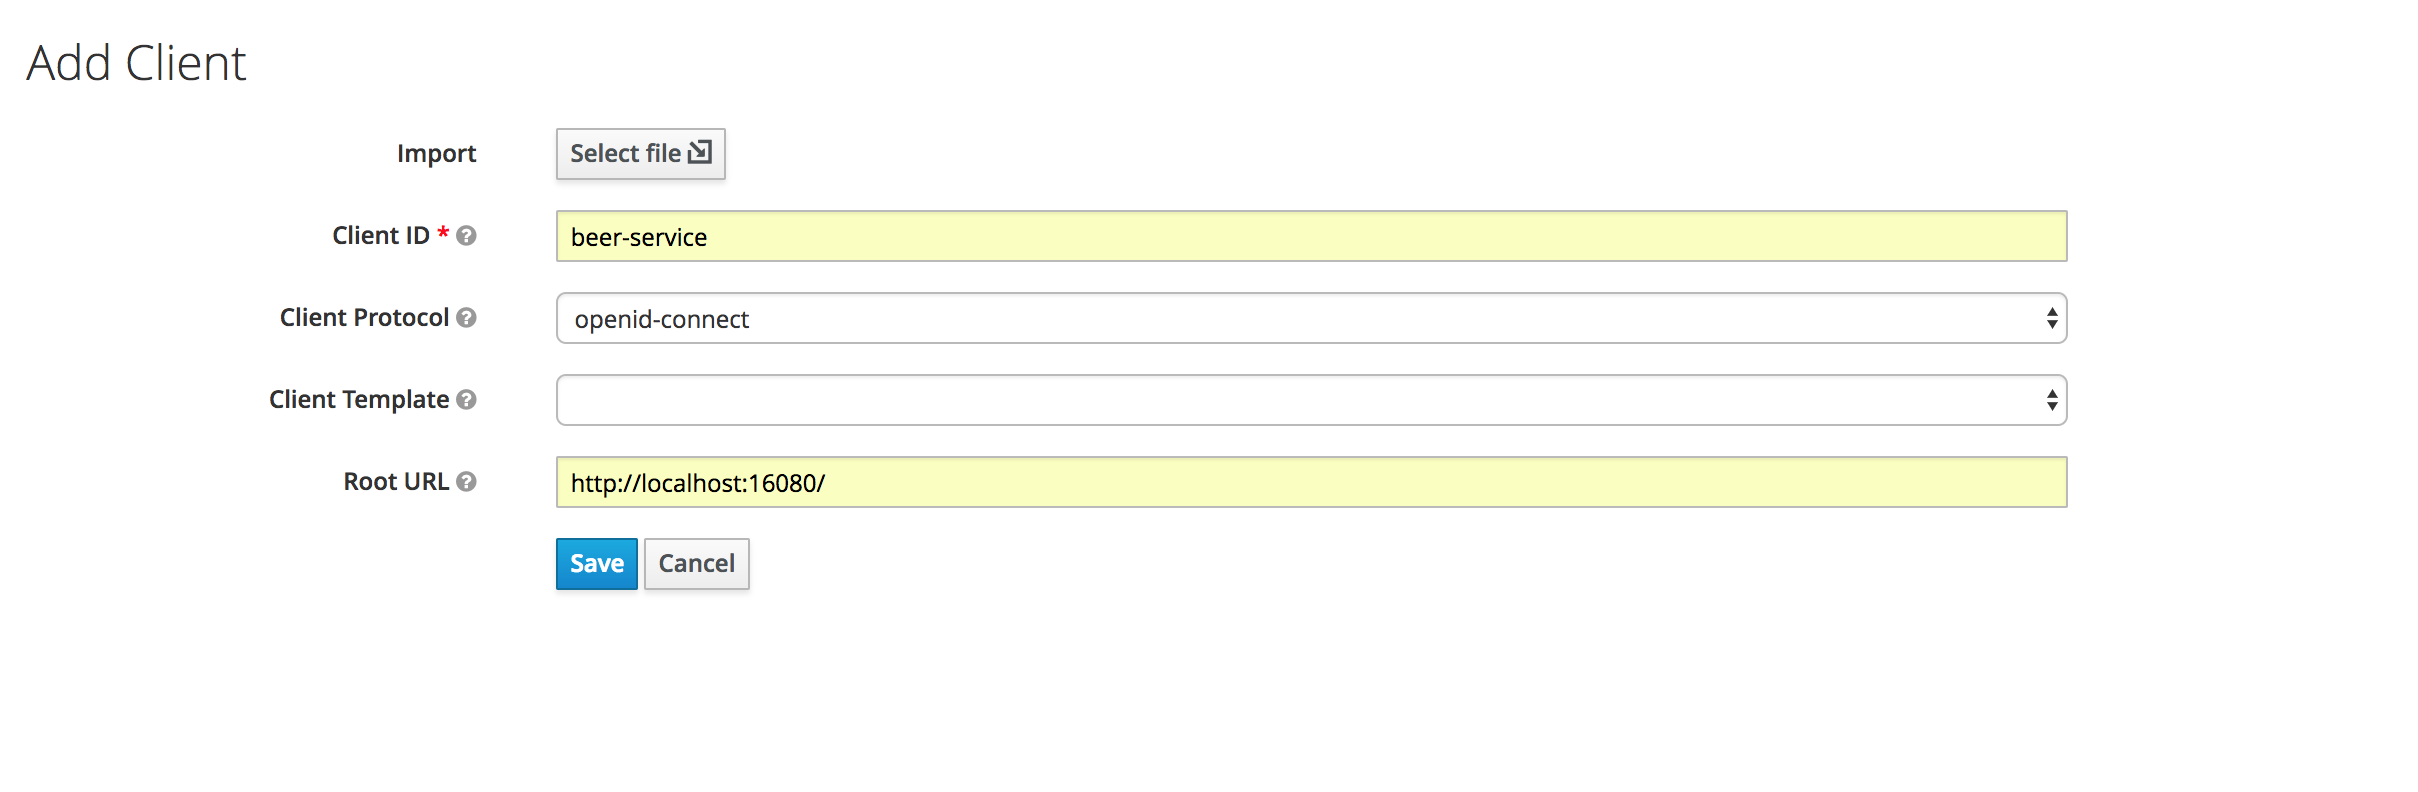 Add Client
Import Select file
Client ID * beer-service
Client Protocol openid-connect
Client Template
Root URL http://localhost:16080/
Save Cancel